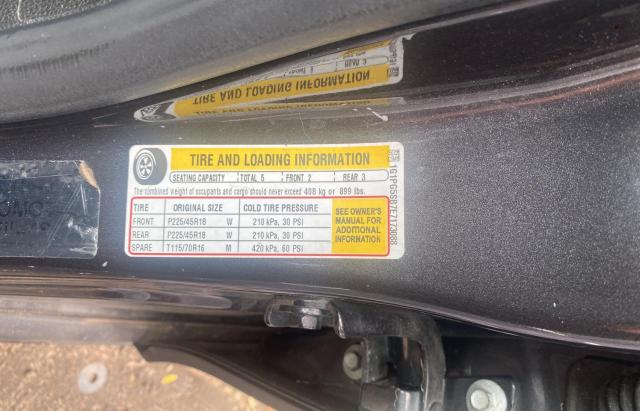 TIRE AND LOADING INFORMATION
SEATING CAPACITY TOTAL 5 FRONT 2 REAR 3
The combined weight of occupants and cargo should never exceed 408 kg or 899 lbs.
TIRE ORIGINAL SIZE COLD TIRE PRESSURE
FRONT P225/45R18 W 210 kPa, 30 PSI
REAR P225/45R18 W 210 kPa, 30 PSI
SPARE T115/70R16 M 420 kPa, 60 PSI
SEE OWNER'S
MANUAL FOR
ADDITIONAL
INFORMATION
TIRE AND LOADING INFORMATION